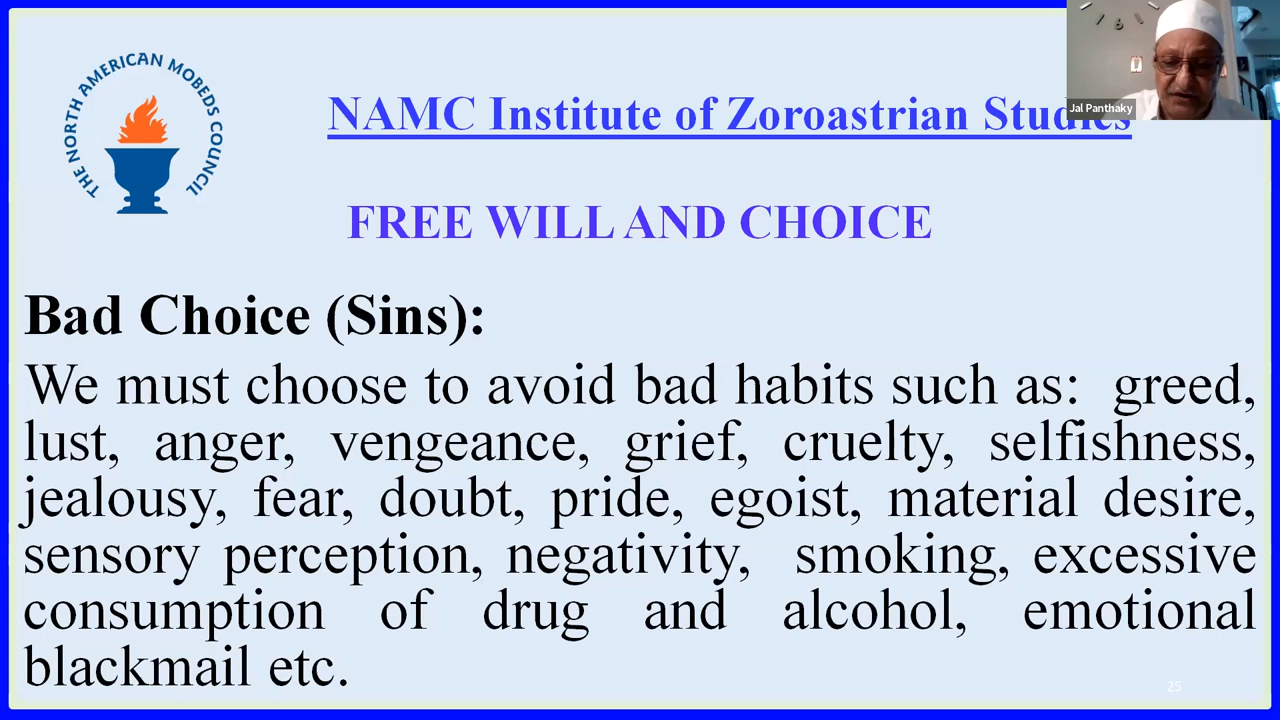 THE NORTH AMERICAN MOBEDS COUNCIL
NAMC Institute of Zoroastrian Studies
Jal Panthaky
FREE WILL AND CHOICE
Bad Choice (Sins):
We must choose to avoid bad habits such as: greed,
lust, anger, vengeance, grief, cruelty, selfishness,
jealousy, fear, doubt, pride, egoist, material desire,
sensory perception, negativity, smoking, excessive
consumption of drug and alcohol, emotional
blackmail etc.
25